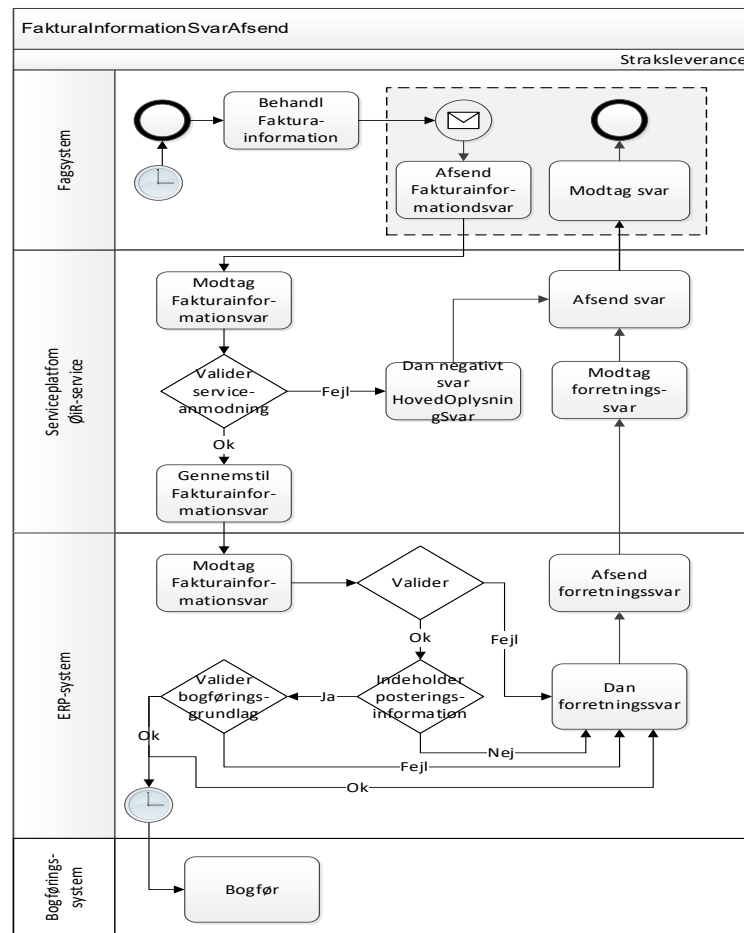 FakturaInformationSvarAfsend
Straksleverance
Fagsystem
Behandl
Faktura-
information
Afsend
Fakturainfor-
mationdsvar
Modtag svar
Serviceplatfom
ØiR-service
Modtag
Fakturainfor-
mationsvar
Afsend svar
Valider
service-
anmodning
Fejl
Dan negativt
svar
HovedOplysnin
gSvar
Modtag
forretnings-
svar
Ok
Gennemstil
Fakturainfor-
mationsvar
ERP-system
Modtag
Fakturainfor-
mationsvar
Valider
Afsend
forretningssvar
Ok
Fejl
Valider
bogførings-
grundlag
Ja
Indeholder
posterings-
information
Dan
forretningssvar
Ok
Nej
Fejl
Ok
Bogførings-
system
Bogfør